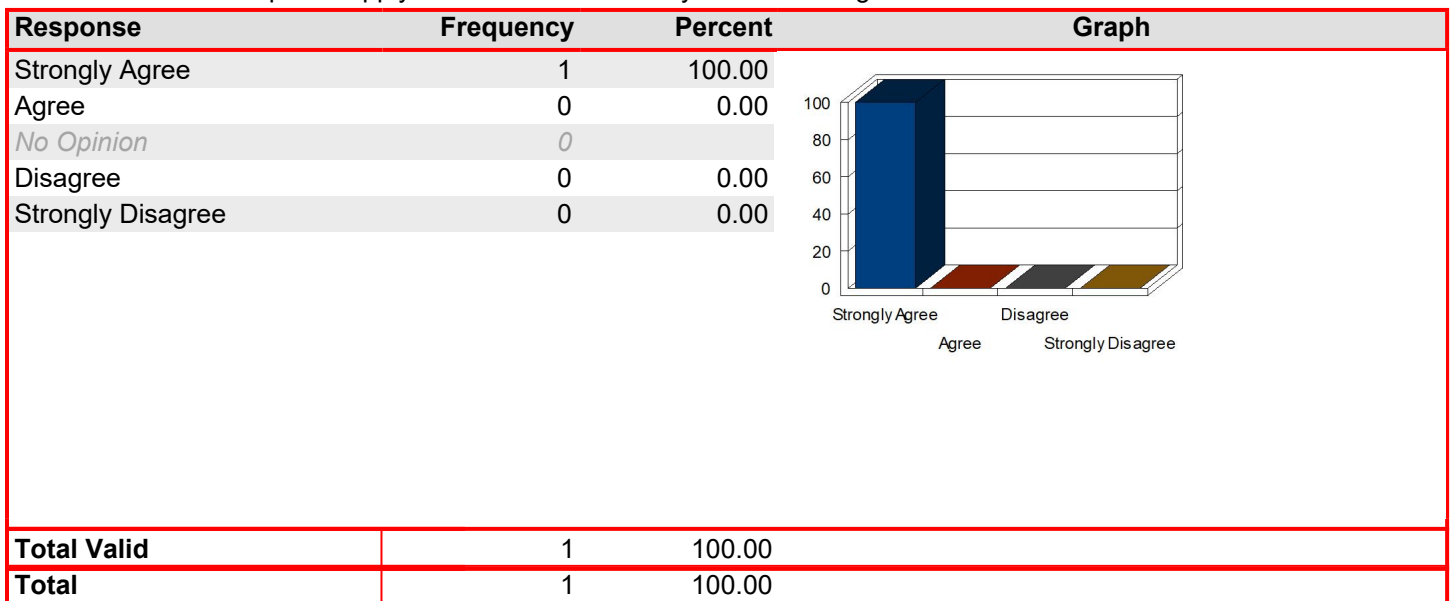 Response Frequency Percent Graph
Strongly Agree 1 100.00
Agree 0 0.00
No Opinion 0
Disagree 0 0.00
Strongly Disagree 0 0.00
100
80
60
40
20
0
Strongly Agree Disagree
Agree Strongly Disagree
Total Valid 1 100.00
Total 1 100.00